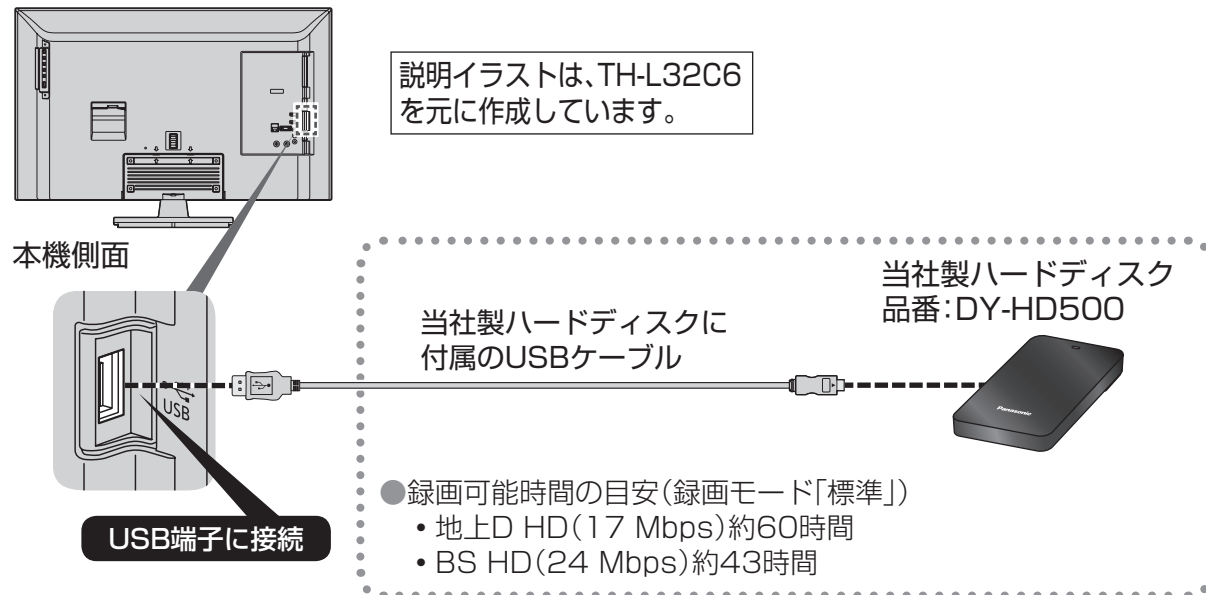 説明イラストは、TH-L32C6
を元に作成しています。
本機側面
当社製ハードディスク
品番：DY-HD500
当社製ハードディスクに
付属のUSBケーブル
USB
Panasonic
USB端子に接続
●録画可能時間の目安（録画モード「標準」）
• 地上D HD（17 Mbps）約60時間
• BS HD（24 Mbps）約43時間